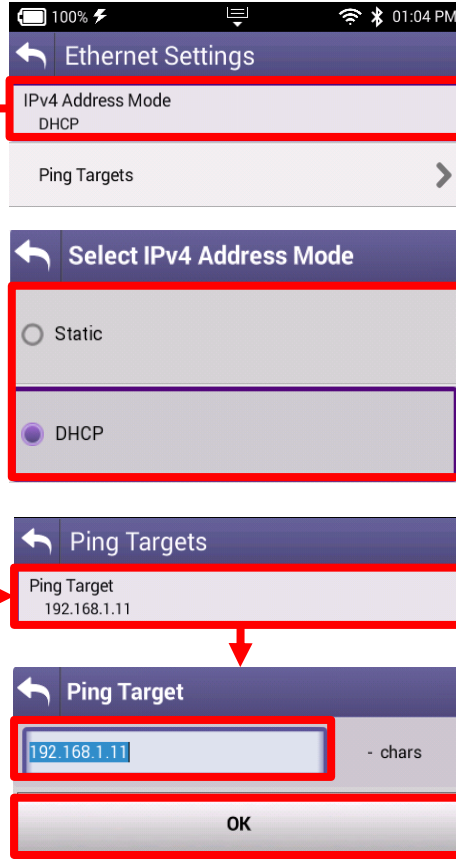 100% 01:04 PM
Ethernet Settings
IPv4 Address Mode
DHCP
Ping Targets
Select IPv4 Address Mode
Static
DHCP
Ping Targets
Ping Target
192.168.1.11
Ping Target
192.168.1.11 - chars
OK